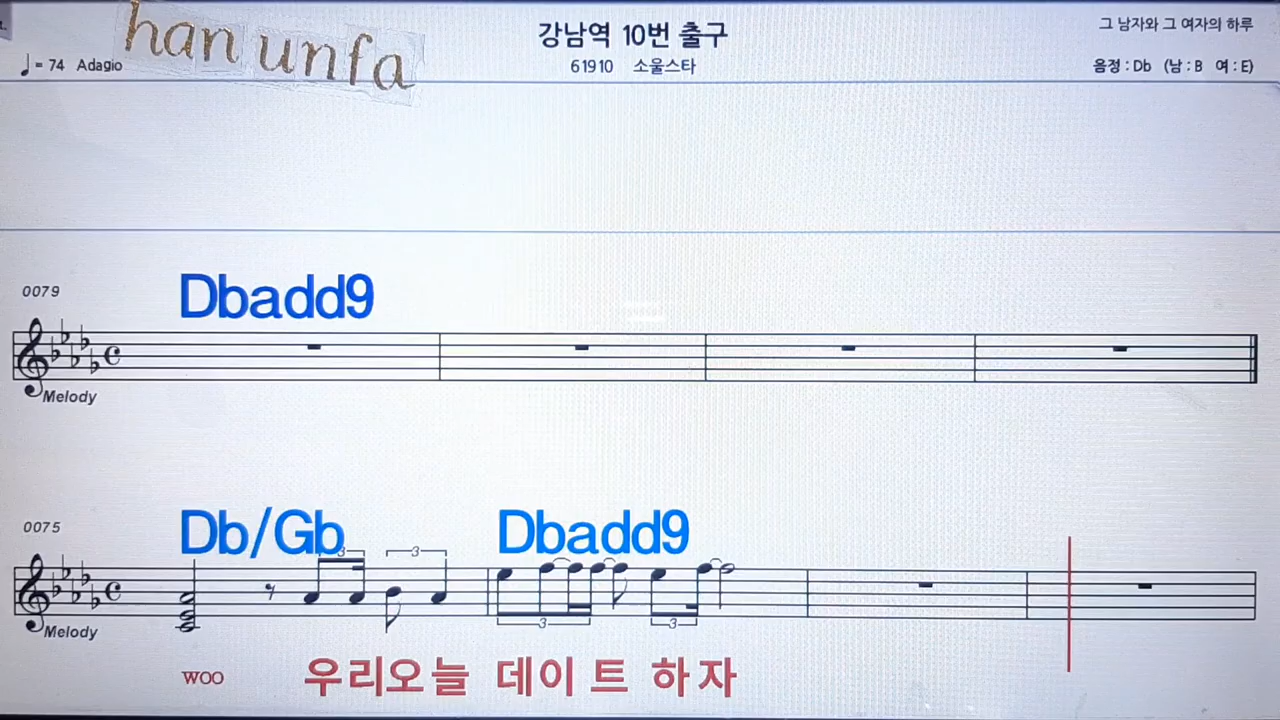 han unfa
강남역 10번 출구
그 남자와 그 여자의 하루
♩= 74 Adagio
61910 소울스타
음정 : Db (남 : B 여 : E)
0079
Dbadd9
Melody
0075
Db/Gb Dbadd9
3 3
Melody
3 3
woo 우리오늘 데이트 하자